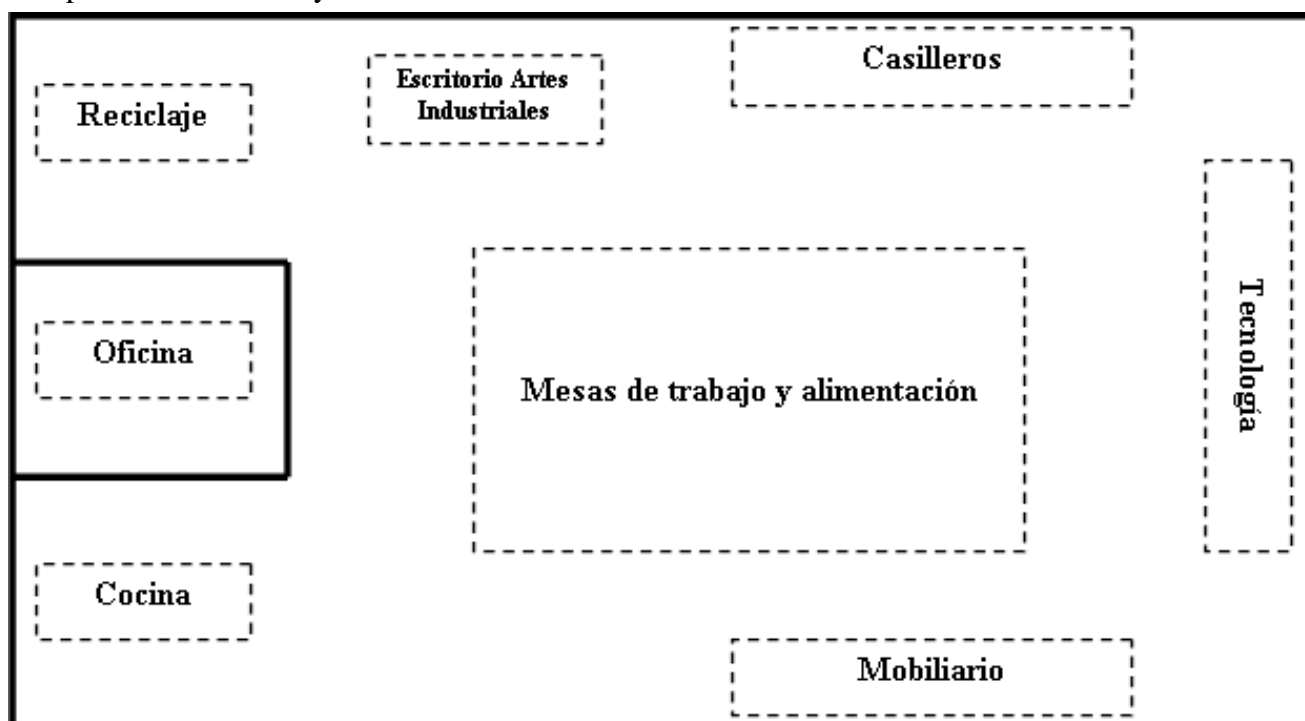 Casilleros
Escritorio Artes
Industriales
Reciclaje
Tecnología
Oficina
Mesas de trabajo y alimentación
Cocina
Mobiliario